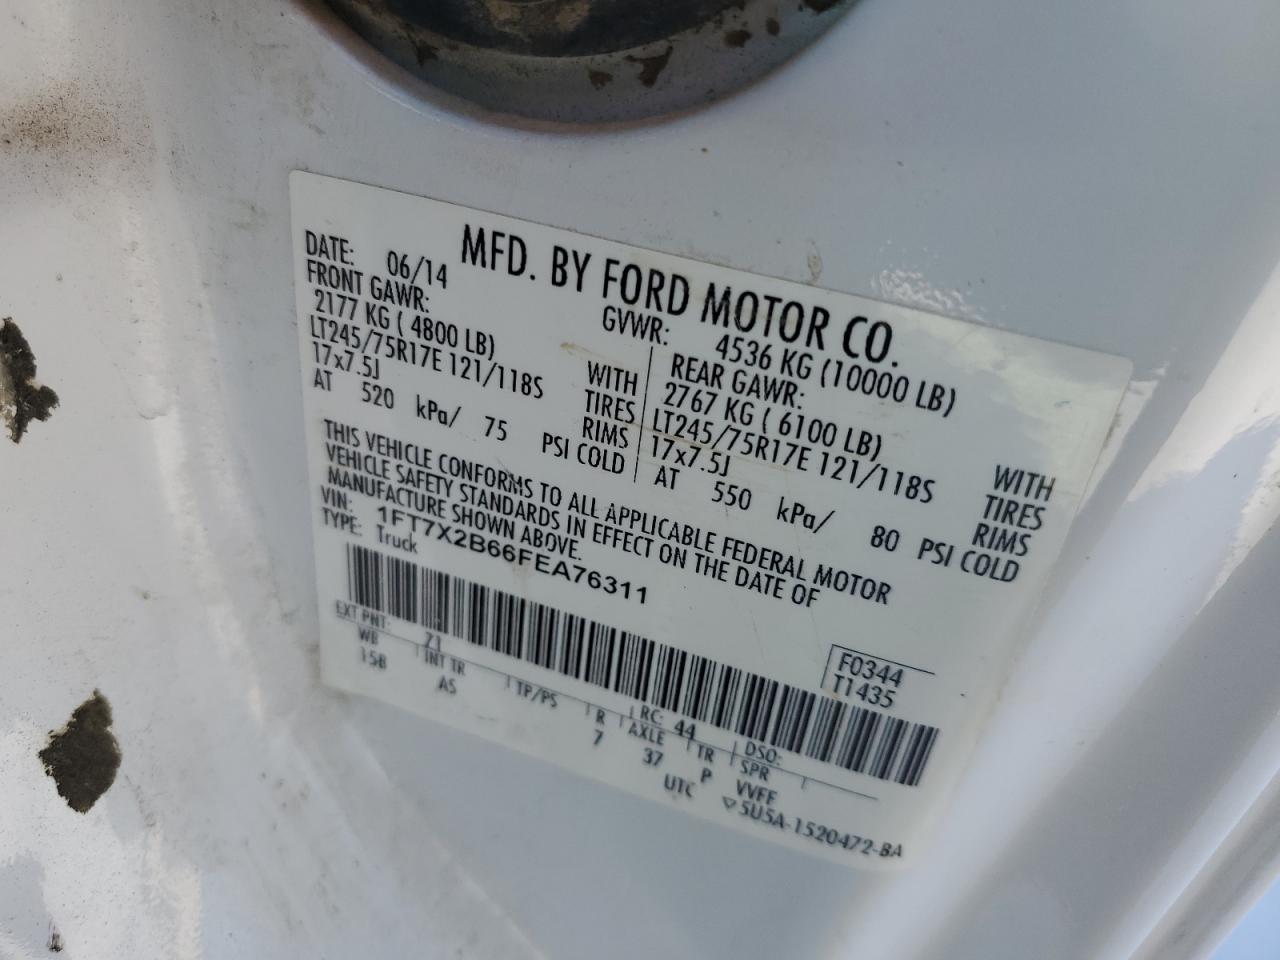 MFD. BY FORD MOTOR CO.
DATE: 06/14
GVWR: 4536 KG (10000 LB)
FRONT GAWR:
2177 KG ( 4800 LB)
LT245/75R17E 121/118S
17x7.5J
AT 520 kPa/ 75 PSI COLD
WITH
TIRES
RIMS
REAR GAWR:
2767 KG ( 6100 LB)
LT245/75R17E 121/118S
17x7.5J
AT 550 kPa/ 80 PSI COLD
WITH
TIRES
RIMS
THIS VEHICLE CONFORMS TO ALL APPLICABLE FEDERAL MOTOR
VEHICLE SAFETY STANDARDS IN EFFECT ON THE DATE OF
MANUFACTURE SHOWN ABOVE.
VIN: 1FT7X2B66FEA76311
TYPE: Truck
F0344
T1435
EXT PNT: Z1 RC: 44 DSO:
WB INT TR TP/PS R AXLE TR SPR
158 AS 7 37 P VVFF
UTC ▽5U5A-1520472-BA